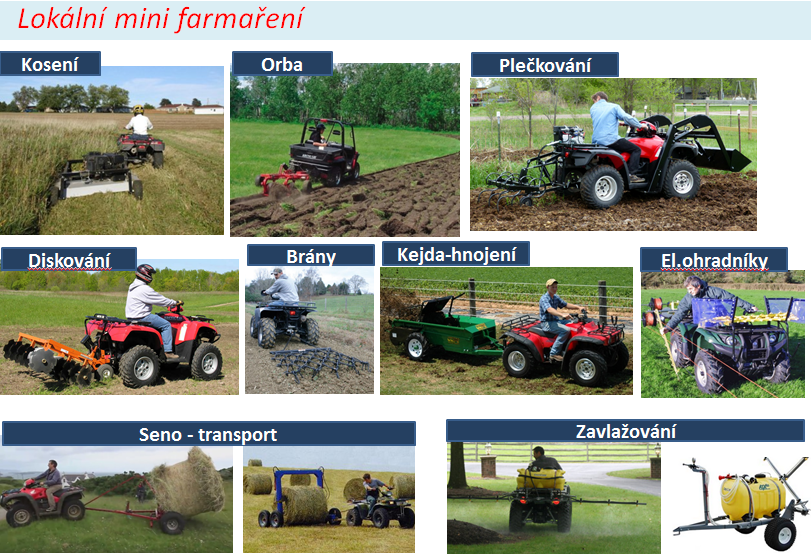 Lokální mini farmaření
Kosení
Orba
Plečkování
Diskování
Brány
Kejda-hnojení
El.ohradníky
Seno - transport
Zavlažování